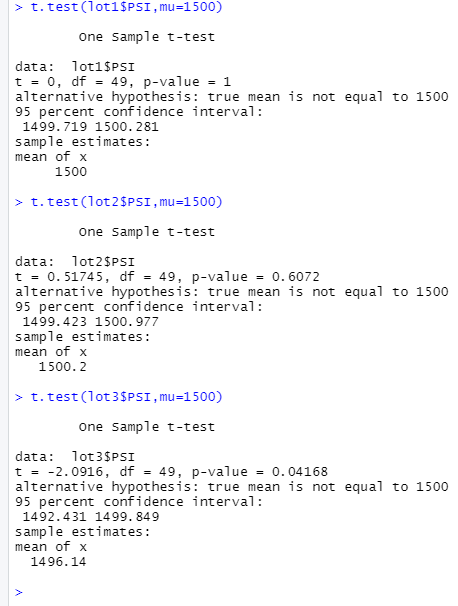 > t.test(lot1$PSI,mu=1500)
One Sample t-test
data:  lot1$PSI
t = 0, df = 49, p-value = 1
alternative hypothesis: true mean is not equal to 1500
95 percent confidence interval:
1499.719 1500.281
sample estimates:
mean of x
1500
> t.test(lot2$PSI,mu=1500)
One Sample t-test
data:  lot2$PSI
t = 0.51745, df = 49, p-value = 0.6072
alternative hypothesis: true mean is not equal to 1500
95 percent confidence interval:
1499.423 1500.977
sample estimates:
mean of x
1500.2
> t.test(lot3$PSI,mu=1500)
One Sample t-test
data:  lot3$PSI
t = -2.0916, df = 49, p-value = 0.04168
alternative hypothesis: true mean is not equal to 1500
95 percent confidence interval:
1492.431 1499.849
sample estimates:
mean of x
1496.14
>